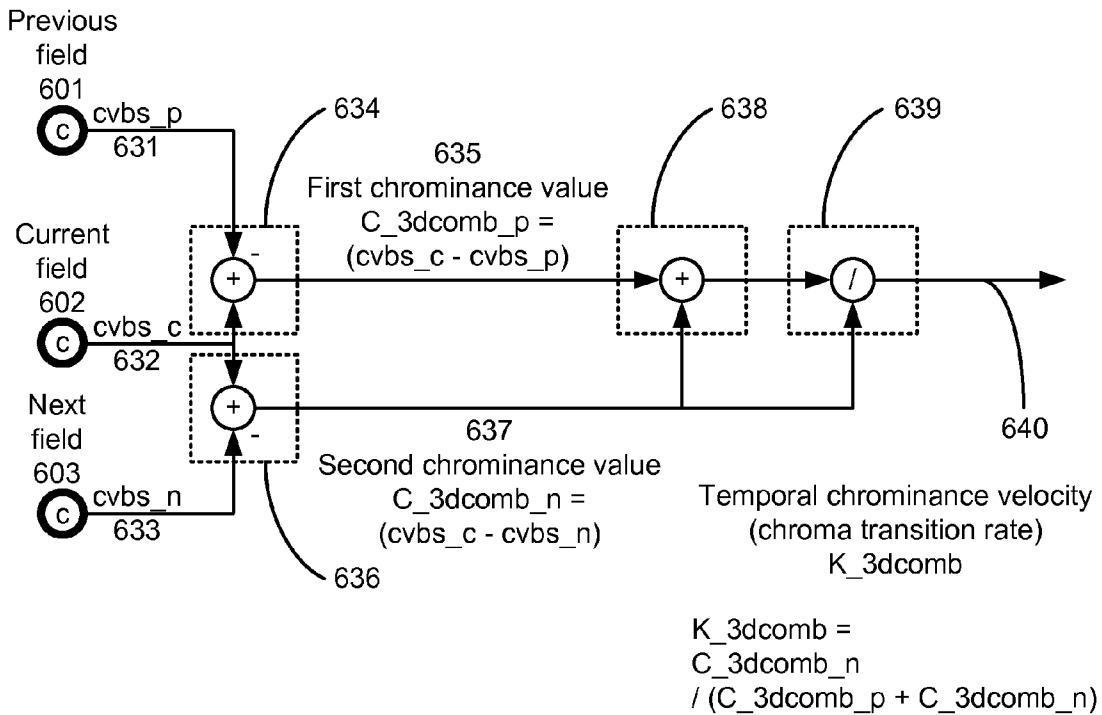 Previous
field
601
c
cvbs_p
631
634
638
639
635
First chrominance value
C_3dcomb_p =
(cvbs_c - cvbs_p)
Current
field
602
c
cvbs_c
632
-
+
+
/
+
-
Next
field
603
c
cvbs_n
633
637
Second chrominance value
C_3dcomb_n =
(cvbs_c - cvbs_n)
636
640
Temporal chrominance velocity
(chroma transition rate)
K_3dcomb
K_3dcomb =
C_3dcomb_n
/ (C_3dcomb_p + C_3dcomb_n)